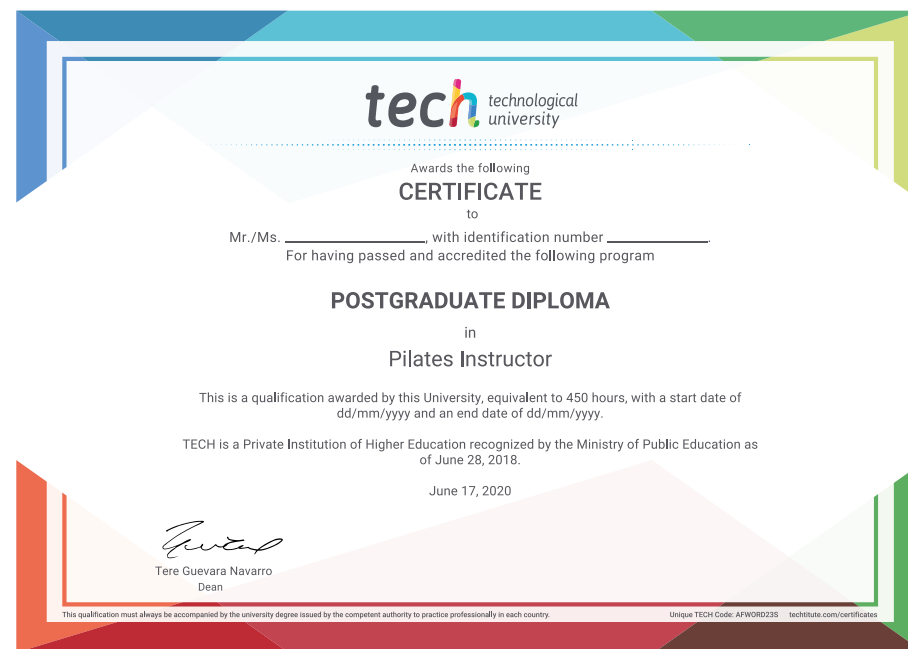 tech technological
university
Awards the following
CERTIFICATE
to
Mr./Ms. ____________, with identification number ____________.
For having passed and accredited the following program
POSTGRADUATE DIPLOMA
in
Pilates Instructor
This is a qualification awarded by this University, equivalent to 450 hours, with a start date of
dd/mm/yyyy and an end date of dd/mm/yyyy.
TECH is a Private Institution of Higher Education recognized by the Ministry of Public Education as
of June 28, 2018.
June 17, 2020
Tere Guevara Navarro
Dean
This qualification must always be accompanied by the university degree issued by the competent authority to practice professionally in each country.
Unique TECH Code: AFWORD23S techtitute.com/certificates